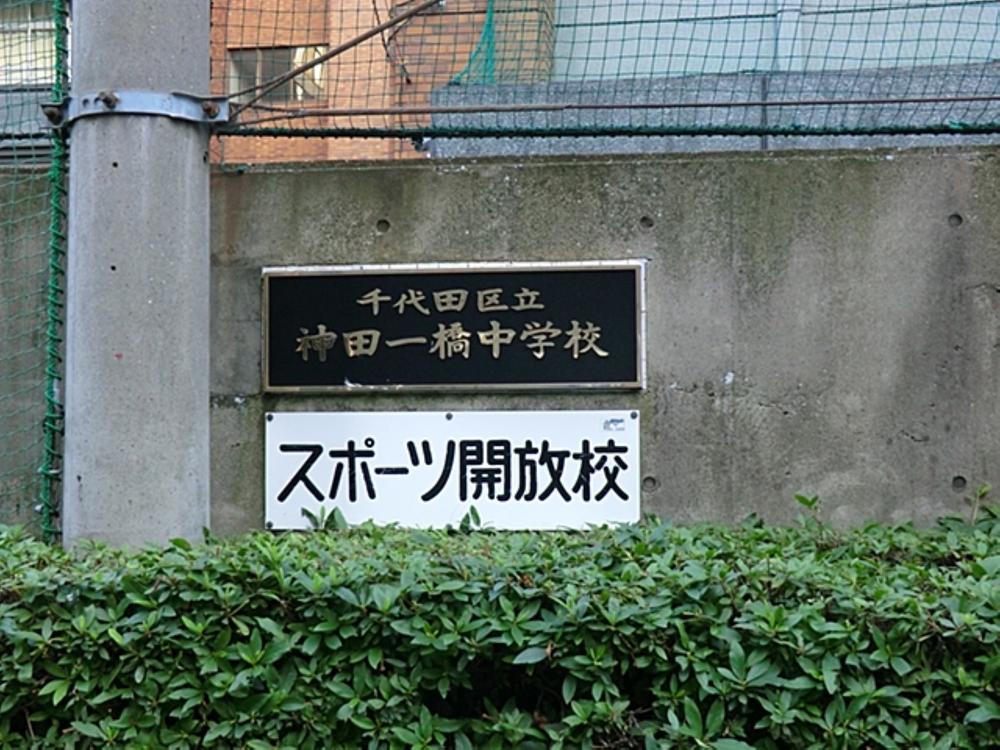 千代田区立
神田一橋中学校
スポーツ開放校